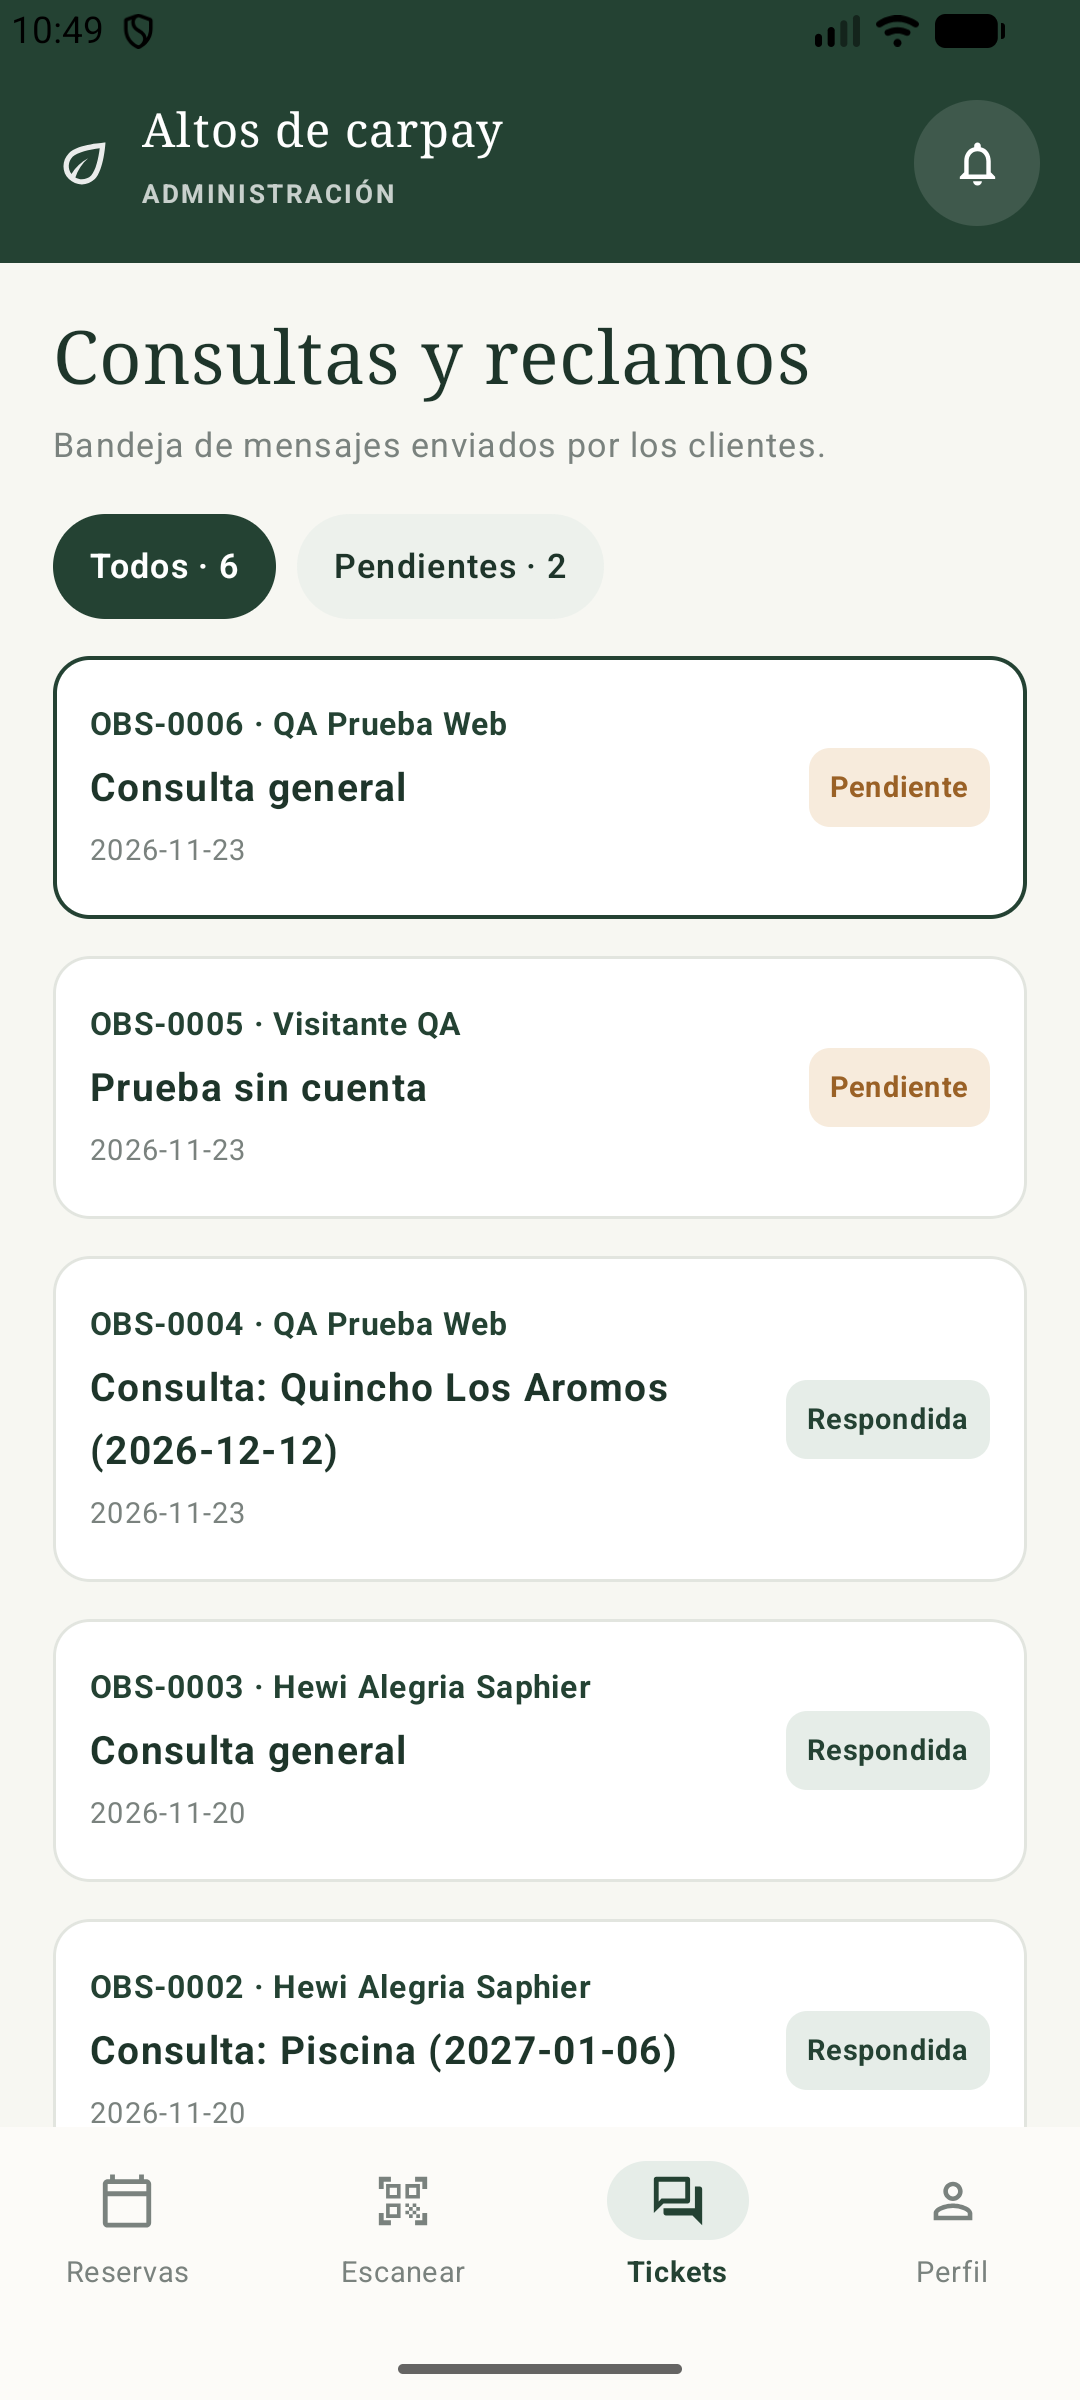 10:49
Altos de carpay
ADMINISTRACIÓN
Consultas y reclamos
Bandeja de mensajes enviados por los clientes.
Todos · 6
Pendientes · 2
OBS-0006 · QA Prueba Web
Consulta general
Pendiente
2026-11-23
OBS-0005 · Visitante QA
Prueba sin cuenta
Pendiente
2026-11-23
OBS-0004 · QA Prueba Web
Consulta: Quincho Los Aromos
(2026-12-12)
Respondida
2026-11-23
OBS-0003 · Hewi Alegria Saphier
Consulta general
Respondida
2026-11-20
OBS-0002 · Hewi Alegria Saphier
Consulta: Piscina (2027-01-06)
Respondida
2026-11-20
Reservas
Escanear
Tickets
Perfil